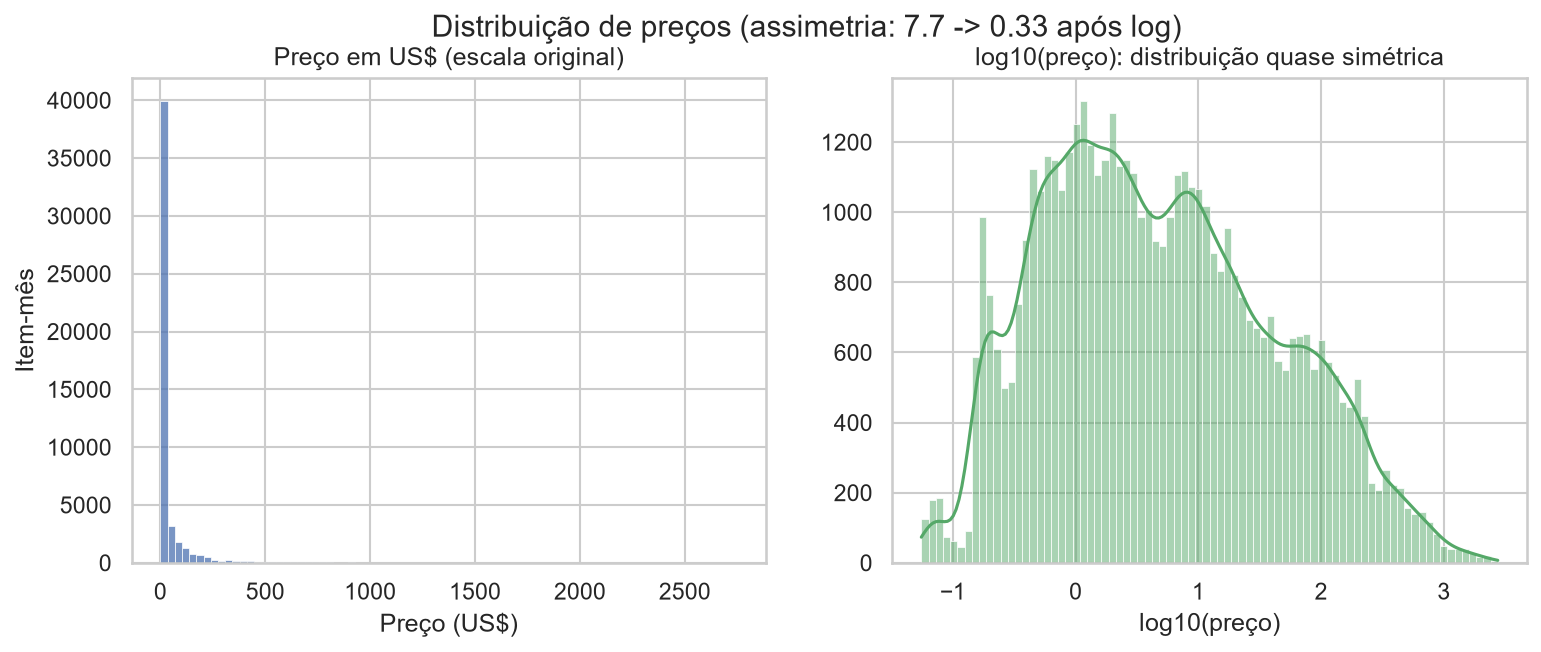 Distribuição de preços (assimetria: 7.7 -> 0.33 após log)
Preço em US$ (escala original)
40000
35000
30000
25000
20000
15000
10000
5000
0
Item-mês
0 500 1000 1500 2000 2500
Preço (US$)
log10(preço): distribuição quase simétrica
1200
1000
800
600
400
200
0
−1 0 1 2 3
log10(preço)